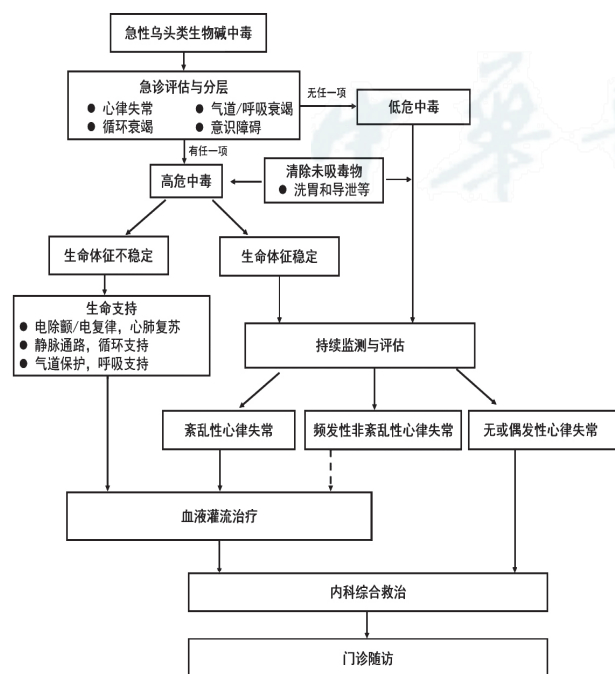 急性乌头类生物碱中毒
急诊评估与分层
● 心律失常 ● 气道/呼吸衰竭
● 循环衰竭 ● 意识障碍
无任一项
低危中毒
有任一项
高危中毒
清除未吸毒物
● 洗胃和导泄等
生命体征不稳定
生命体征稳定
生命支持
● 电除颤/电复律，心肺复苏
● 静脉通路，循环支持
● 气道保护，呼吸支持
持续监测与评估
紊乱性心律失常
频发性非紊乱性心律失常
无或偶发性心律失常
血液灌流治疗
内科综合救治
门诊随访
中華